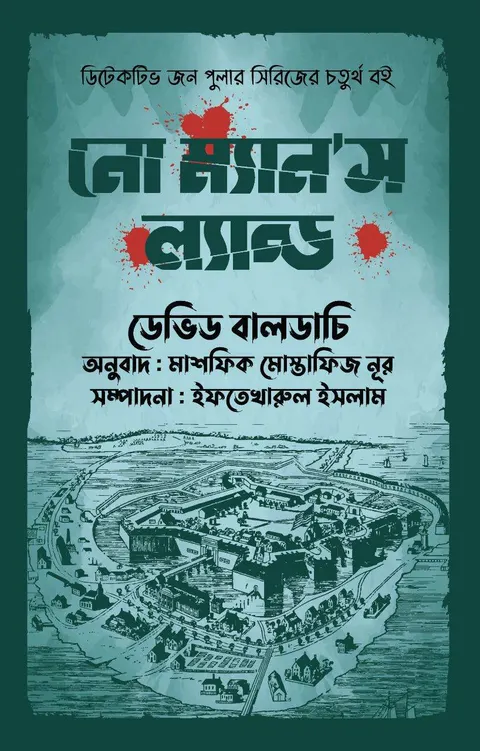 ডিটেকটিভ জন পুলার সিরিজের চতুর্থ বই
নো ম্যান'স
ল্যান্ড
ডেভিড বালডাচি
অনুবাদ : মাশফিক মোস্তাফিজ নূর
সম্পাদনা : ইফতেখারুল ইসলাম